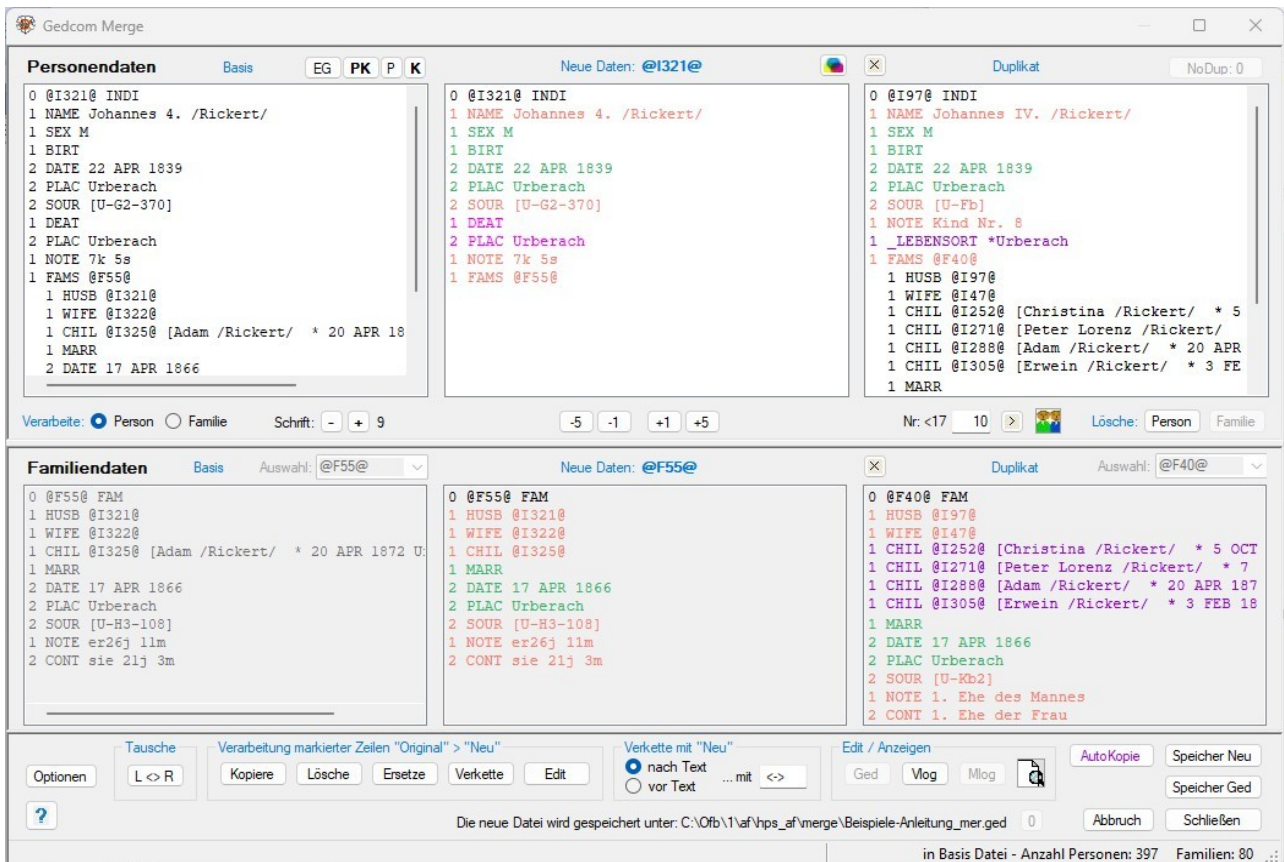 Gedcom Merge
Personendaten Basis EG PK P K
0 @I321@ INDI
1 NAME Johannes 4. /Rickert/
1 SEX M
1 BIRT
2 DATE 22 APR 1839
2 PLAC Urberach
2 SOUR [U-G2-370]
1 DEAT
2 PLAC Urberach
1 NOTE 7k 5s
1 FAMS @F55@
1 HUSB @I321@
1 WIFE @I322@
1 CHIL @I325@ [Adam /Rickert/ * 20 APR 18
1 MARR
2 DATE 17 APR 1866
Neue Daten: @I321@
0 @I321@ INDI
1 NAME Johannes 4. /Rickert/
1 SEX M
1 BIRT
2 DATE 22 APR 1839
2 PLAC Urberach
2 SOUR [U-G2-370]
1 DEAT
2 PLAC Urberach
1 NOTE 7k 5s
1 FAMS @F55@
Duplikat NoDup: 0
0 @I97@ INDI
1 NAME Johannes IV. /Rickert/
1 SEX M
1 BIRT
2 DATE 22 APR 1839
2 PLAC Urberach
2 SOUR [U-Fb]
1 NOTE Kind Nr. 8
1 _LEBENSORT *Urberach
1 FAMS @F40@
1 HUSB @I97@
1 WIFE @I47@
1 CHIL @I252@ [Christina /Rickert/ * 5
1 CHIL @I271@ [Peter Lorenz /Rickert/
1 CHIL @I288@ [Adam /Rickert/ * 20 APR
1 CHIL @I305@ [Erwein /Rickert/ * 3 FE
1 MARR
Verarbeite: Person Familie Schrift: - + 9
-5 -1 +1 +5
Nr: <17 10 > Lösche: Person Familie
Familiendaten Basis Auswahl: @F55@
0 @F55@ FAM
1 HUSB @I321@
1 WIFE @I322@
1 CHIL @I325@ [Adam /Rickert/ * 20 APR 1872 U
1 MARR
2 DATE 17 APR 1866
2 PLAC Urberach
2 SOUR [U-H3-108]
1 NOTE er26j 11m
2 CONT sie 21j 3m
Neue Daten: @F55@
0 @F55@ FAM
1 HUSB @I321@
1 WIFE @I322@
1 CHIL @I325@
1 MARR
2 DATE 17 APR 1866
2 PLAC Urberach
2 SOUR [U-H3-108]
1 NOTE er26j 11m
2 CONT sie 21j 3m
Duplikat Auswahl: @F40@
0 @F40@ FAM
1 HUSB @I97@
1 WIFE @I47@
1 CHIL @I252@ [Christina /Rickert/ * 5 OCT
1 CHIL @I271@ [Peter Lorenz /Rickert/ * 7
1 CHIL @I288@ [Adam /Rickert/ * 20 APR 187
1 CHIL @I305@ [Erwein /Rickert/ * 3 FEB 18
1 MARR
2 DATE 17 APR 1866
2 PLAC Urberach
2 SOUR [U-Kb2]
1 NOTE 1. Ehe des Mannes
2 CONT 1. Ehe der Frau
Optionen
?
Tausche
L <> R
Verarbeitung markierter Zeilen "Original" > "Neu"
Kopiere Lösche Ersetze Verkette Edit
Verkette mit "Neu"
nach Text
vor Text
... mit <->
Edit / Anzeigen
Ged Vlog Mlog
AutoKopie Speicher Neu
Speicher Ged
Abbruch Schließen
Die neue Datei wird gespeichert unter: C:\Ofb\1\af\hps_af\merge\Beispiele-Anleitung_mer.ged 0
in Basis Datei - Anzahl Personen: 397 Familien: 80